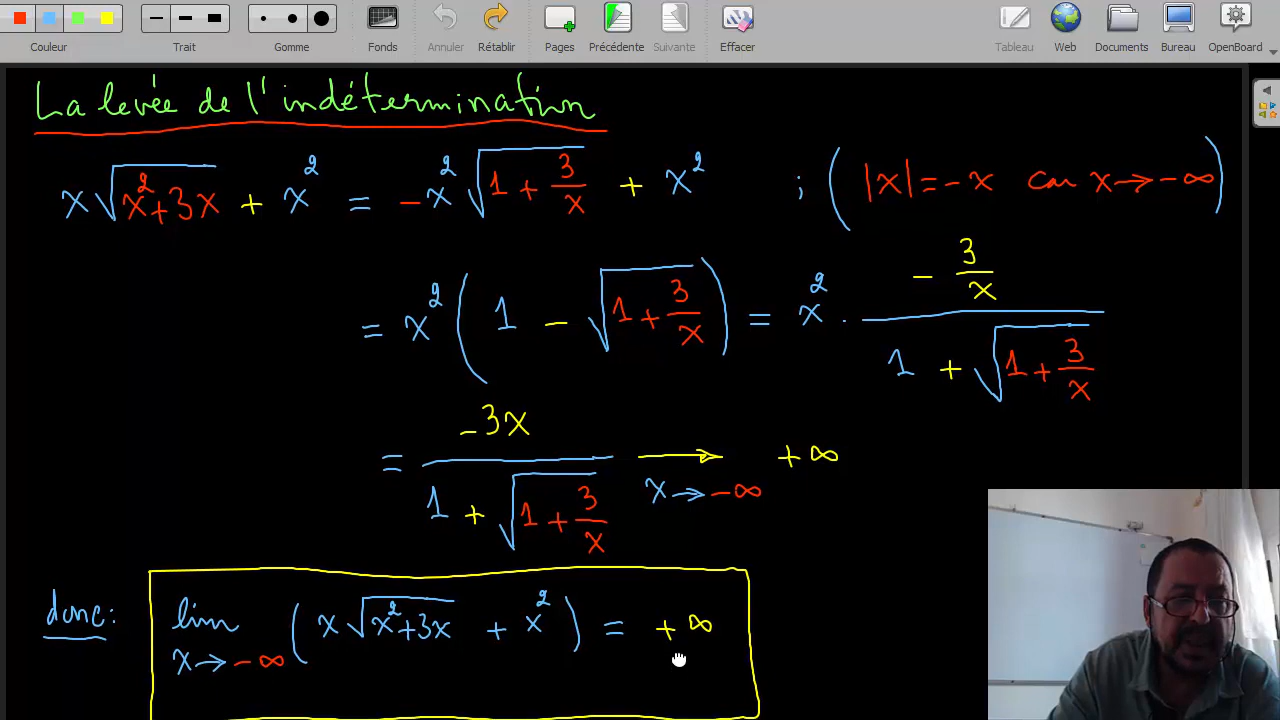 Couleur Trait Gomme Fonds Annuler Rétablir Pages Précédente Suivante Effacer Tableau Web Documents Bureau OpenBoard
La levée de l'indétermination
x√(x²+3x) + x² = -x²√(1 + 3/x) + x² ; (|x| = -x car x → -∞)
= x² (1 - √(1 + 3/x)) = x² · (- 3/x)/(1 + √(1 + 3/x))
= (-3x)/(1 + √(1 + 3/x)) ⟶ +∞
x → -∞
donc: lim (x√(x²+3x) + x²) = +∞
x → -∞